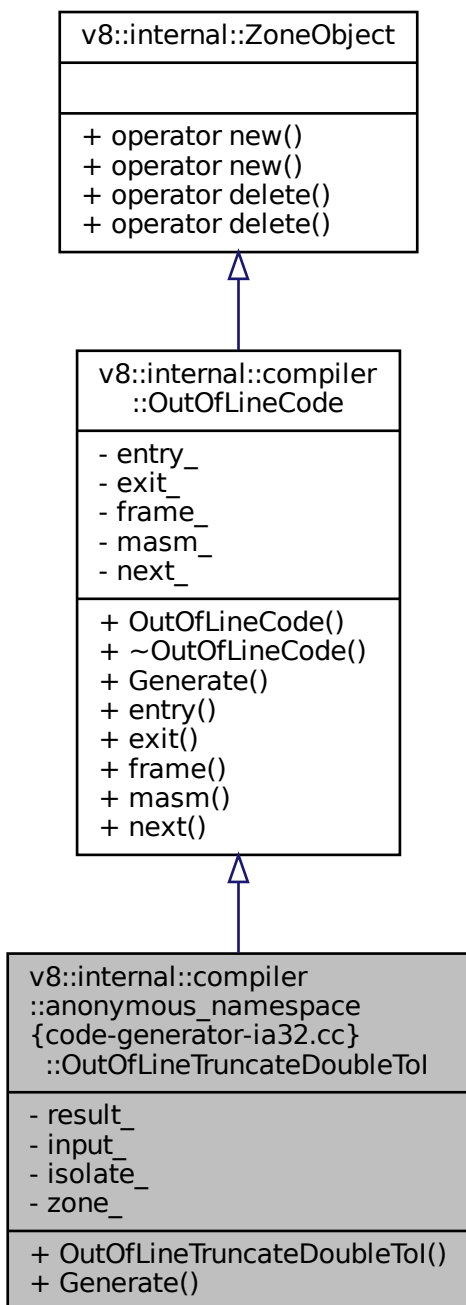 v8::internal::ZoneObject
+ operator new()
+ operator new()
+ operator delete()
+ operator delete()
v8::internal::compiler
::OutOfLineCode
- entry_
- exit_
- frame_
- masm_
- next_
+ OutOfLineCode()
+ ~OutOfLineCode()
+ Generate()
+ entry()
+ exit()
+ frame()
+ masm()
+ next()
v8::internal::compiler
::anonymous_namespace
{code-generator-ia32.cc}
::OutOfLineTruncateDoubleToI
- result_
- input_
- isolate_
- zone_
+ OutOfLineTruncateDoubleToI()
+ Generate()